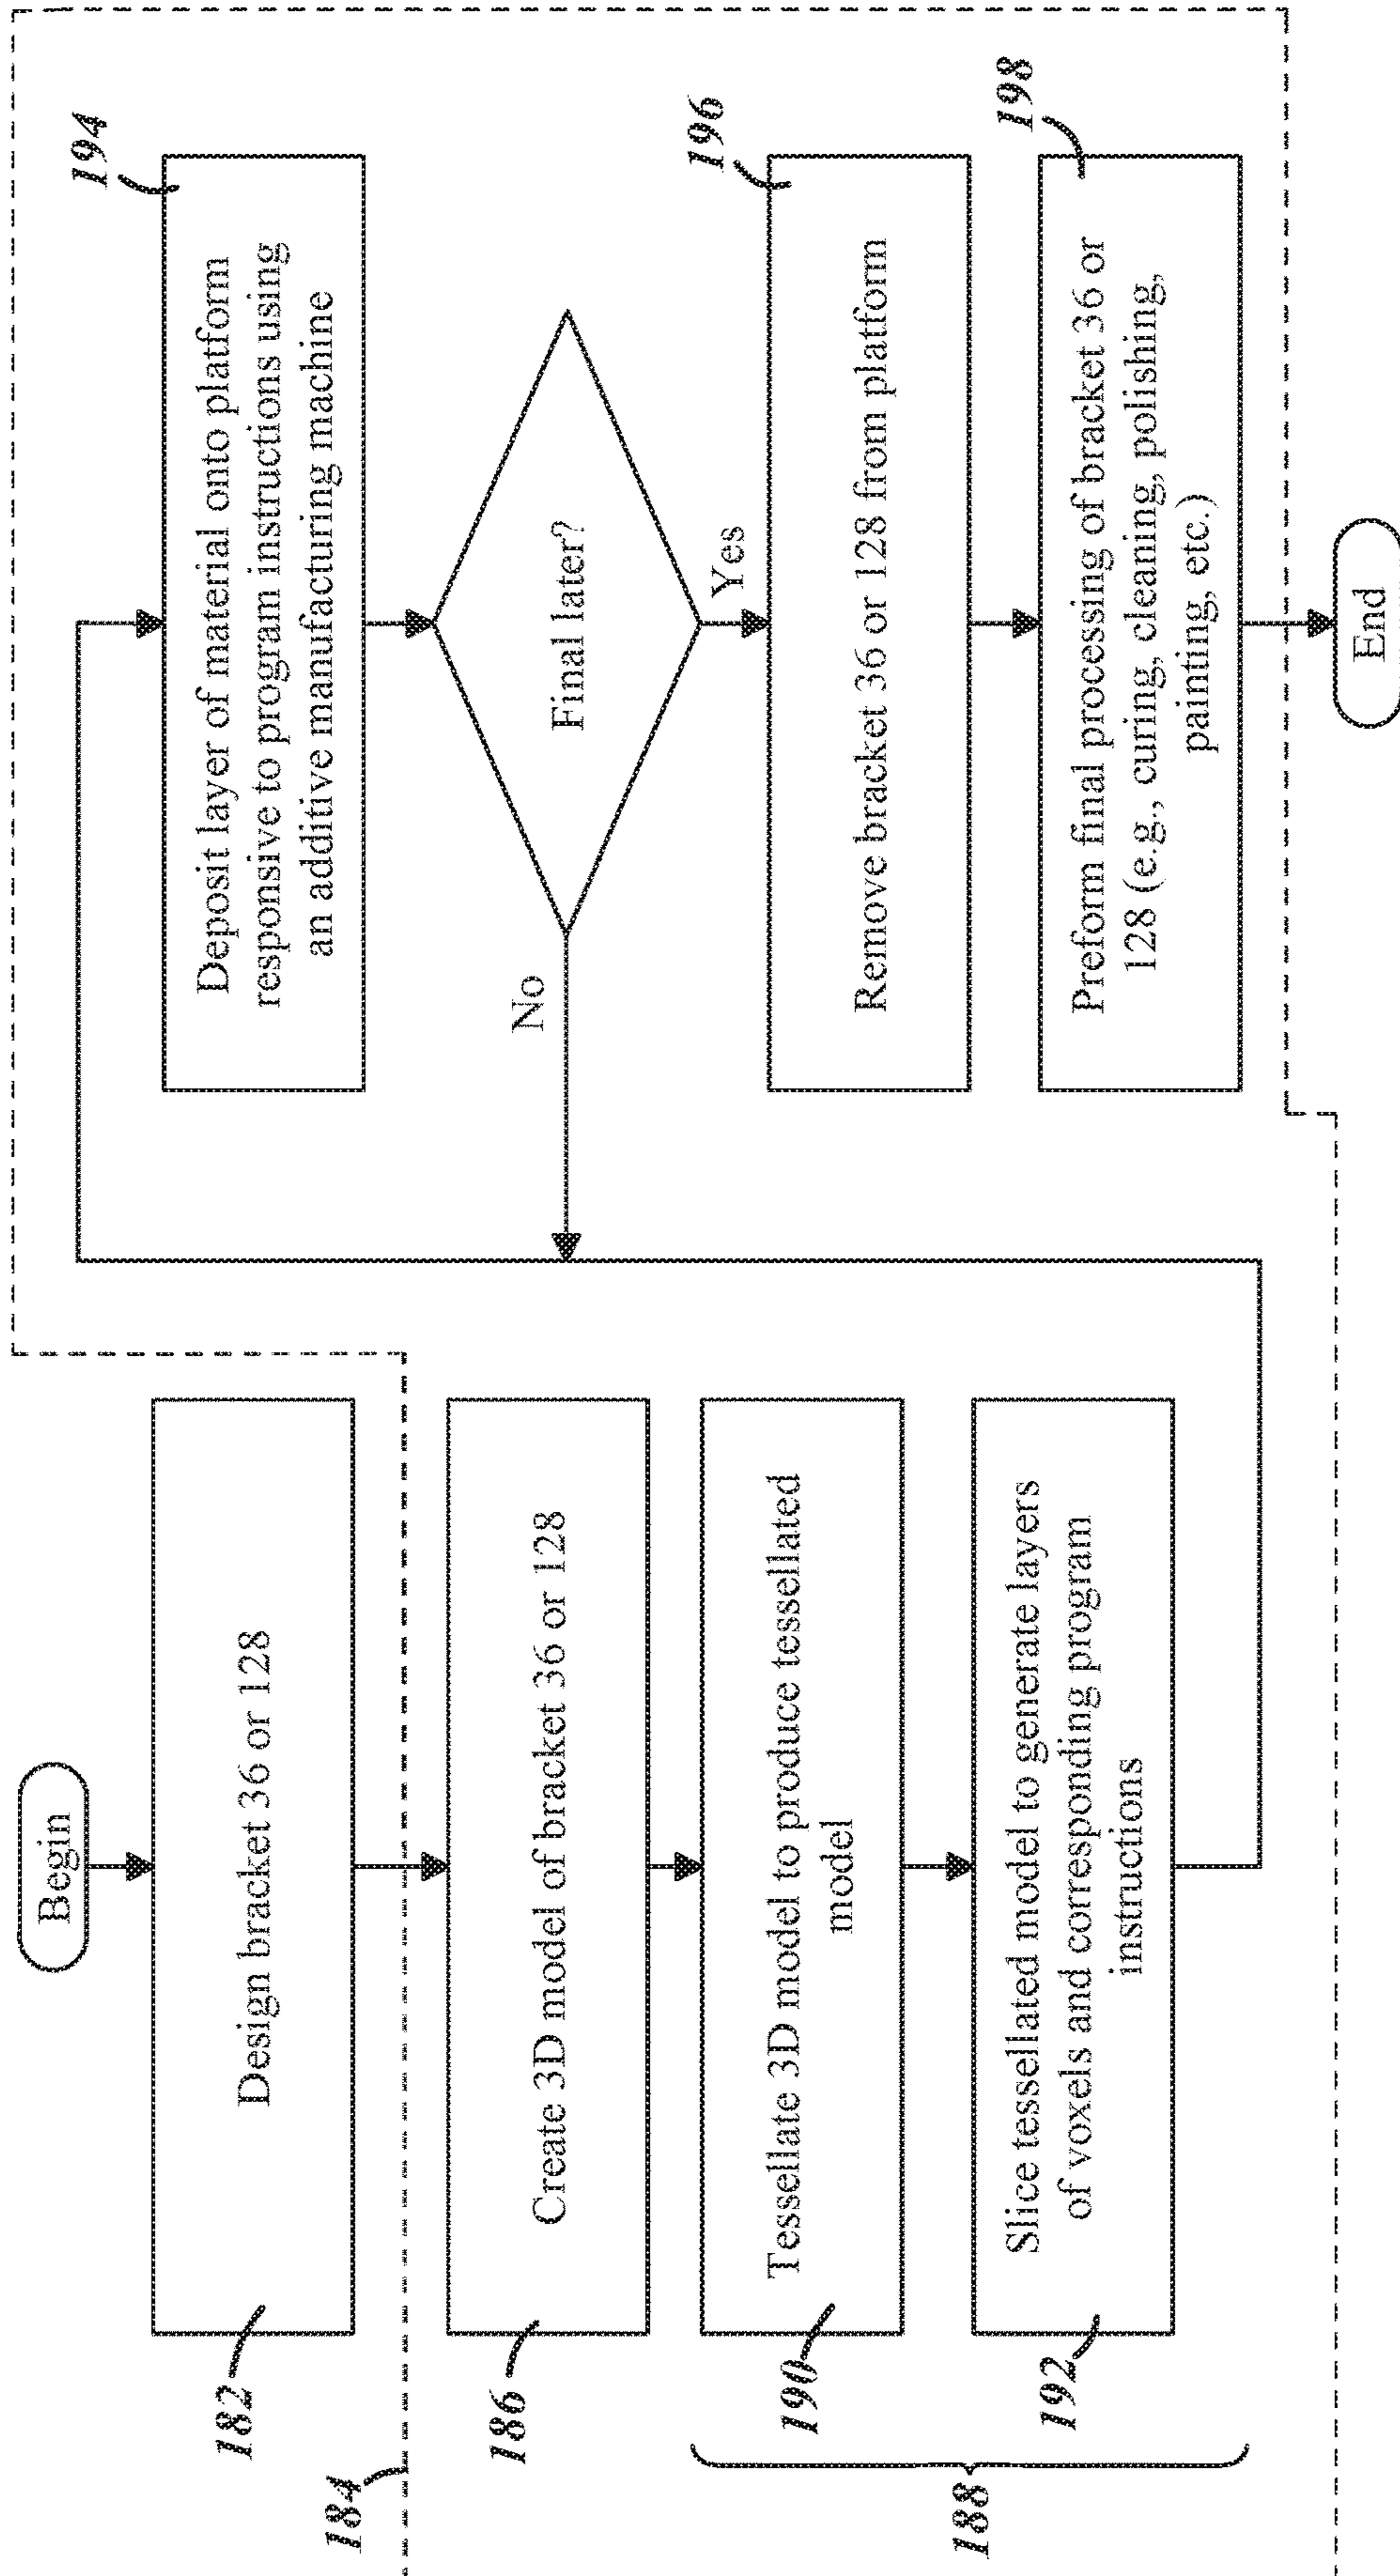 Begin
Design bracket 36 or 128
182
184
Create 3D model of bracket 36 or 128
186
Tessellate 3D model to produce tessellated
model
190
Slice tessellated model to generate layers
of voxels and corresponding program
instructions
192
188
Deposit layer of material onto platform
responsive to program instructions using
an additive manufacturing machine
194
Final later?
No
Yes
Remove bracket 36 or 128 from platform
196
Preform final processing of bracket 36 or
128 (e.g., curing, cleaning, polishing,
painting, etc.)
198
End